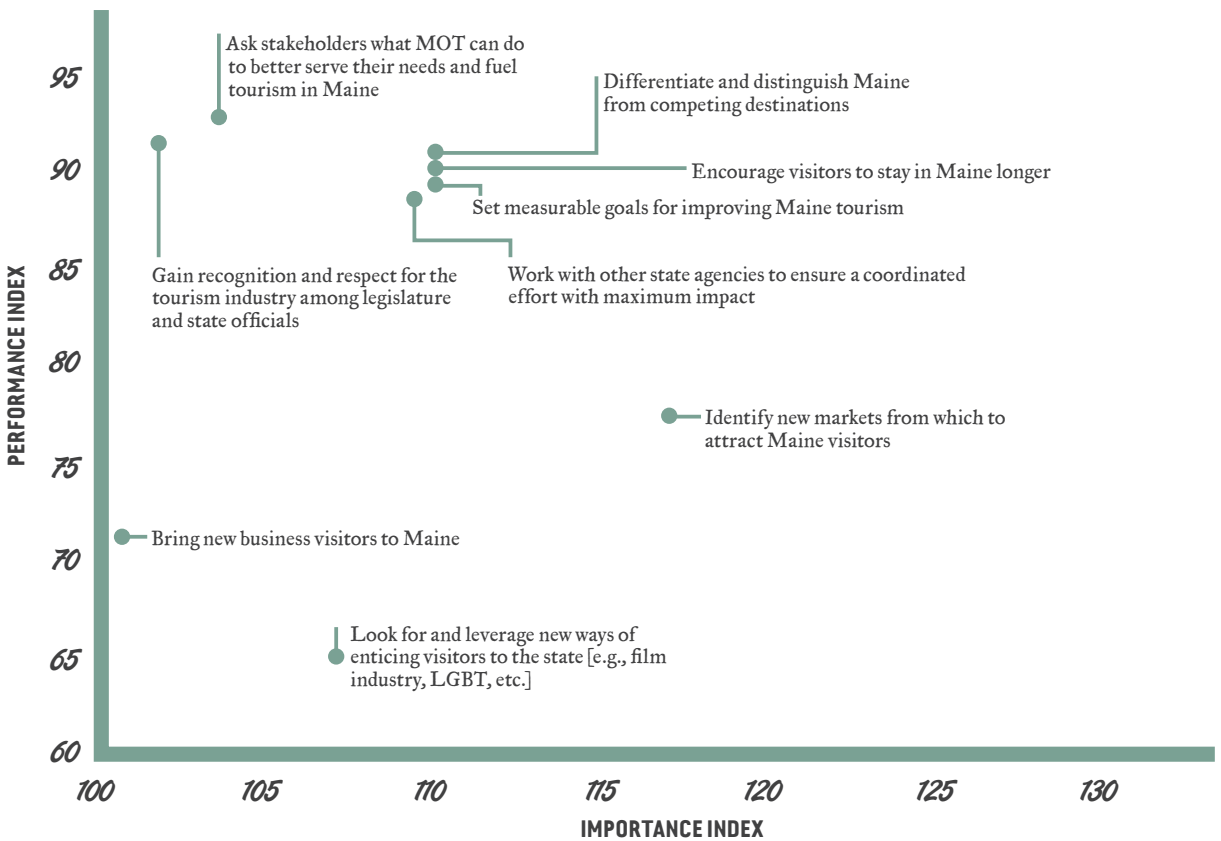 Ask stakeholders what MOT can do
to better serve their needs and fuel
tourism in Maine
95
Differentiate and distinguish Maine
from competing destinations
90
Encourage visitors to stay in Maine longer
Set measurable goals for improving Maine tourism
85
Gain recognition and respect for the
tourism industry among legislature
and state officials
Work with other state agencies to ensure a coordinated
effort with maximum impact
PERFORMANCE INDEX
80
Identify new markets from which to
attract Maine visitors
75
Bring new business visitors to Maine
70
Look for and leverage new ways of
enticing visitors to the state [e.g., film
industry, LGBT, etc.]
65
60
100 105 110 115 120 125 130
IMPORTANCE INDEX